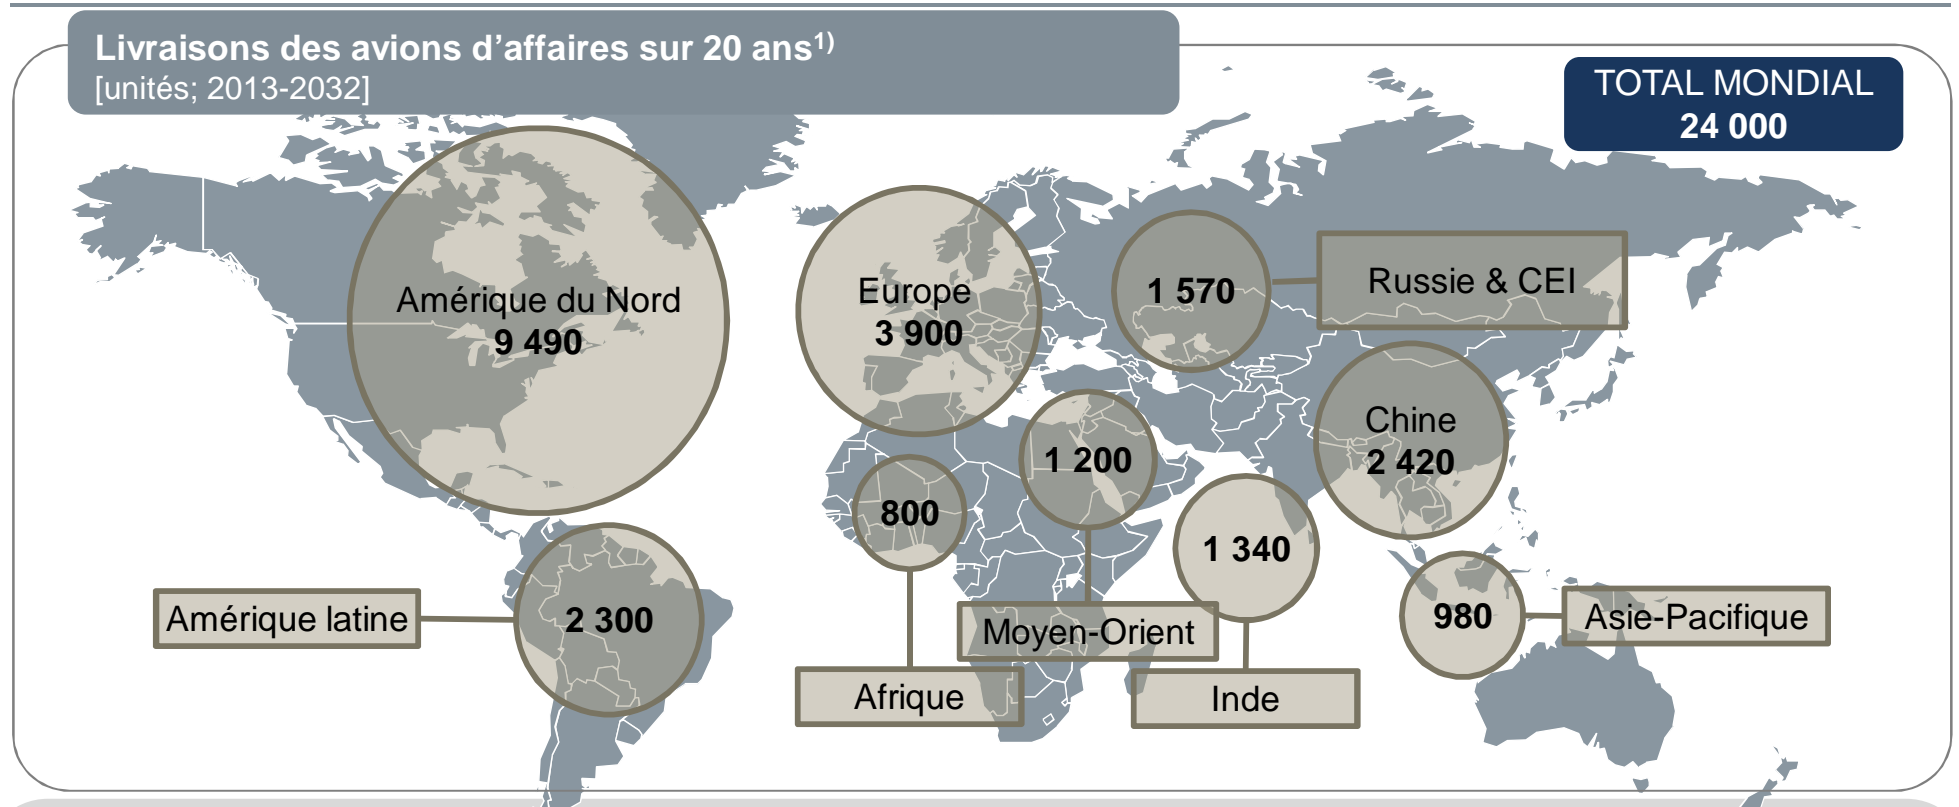 Livraisons des avions d’affaires sur 20 ans1)
[unités; 2013-2032]
TOTAL MONDIAL
24 000
Amérique du Nord
9 490
Europe
3 900
1 570
Russie & CEI
Chine
2 420
1 200
800
1 340
Amérique latine
2 300
Moyen-Orient
980
Asie-Pacifique
Afrique
Inde